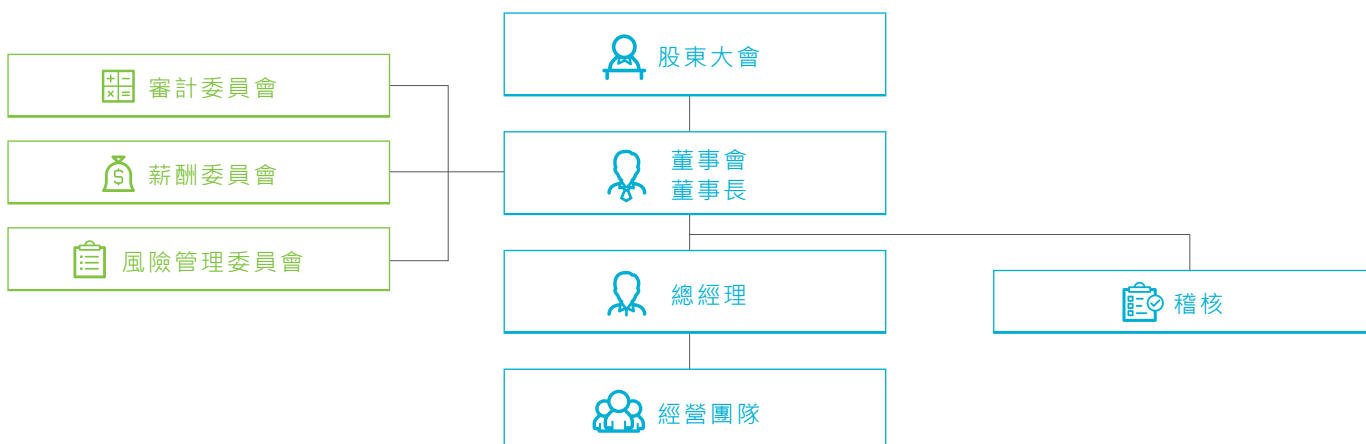 股東大會
審計委員會
薪酬委員會
風險管理委員會
董事會
董事長
總經理
稽核
經營團隊